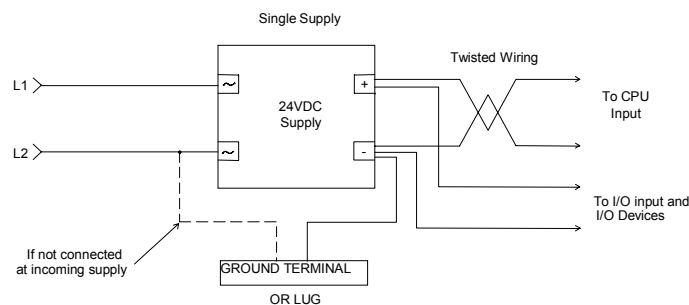 Single Supply
Twisted Wiring
L1
~
+
24VDC
Supply
To CPU
Input
L2
~
-
To I/O input and
I/O Devices
If not connected
at incoming supply
GROUND TERMINAL
OR LUG